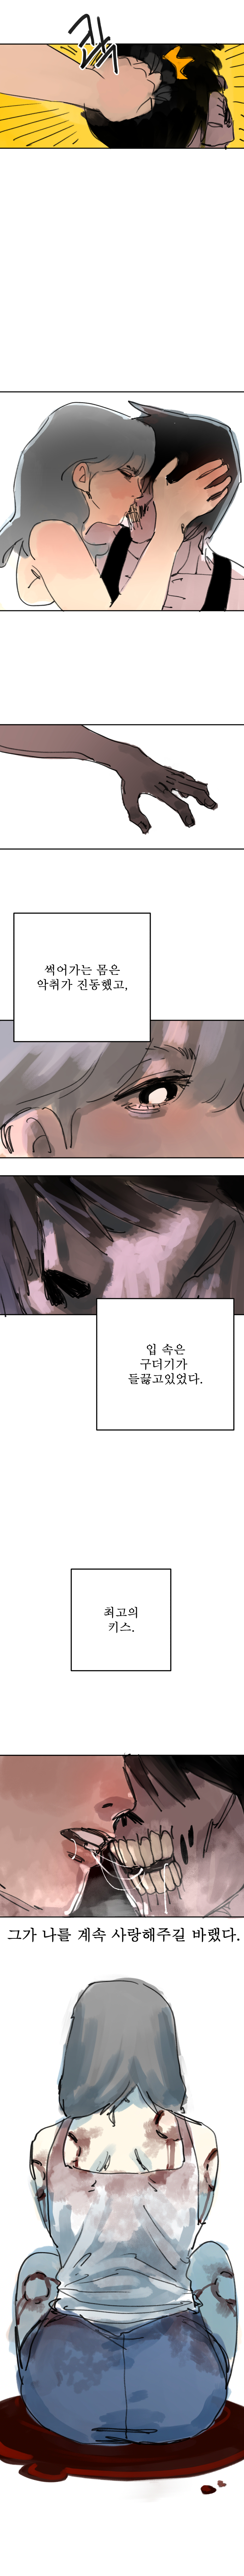 콱
썩어가는 몸은
악취가 진동했고,
입 속은
구더기가
들끓고있었다.
최고의
키스.
그가 나를 계속 사랑해주길 바랬다.